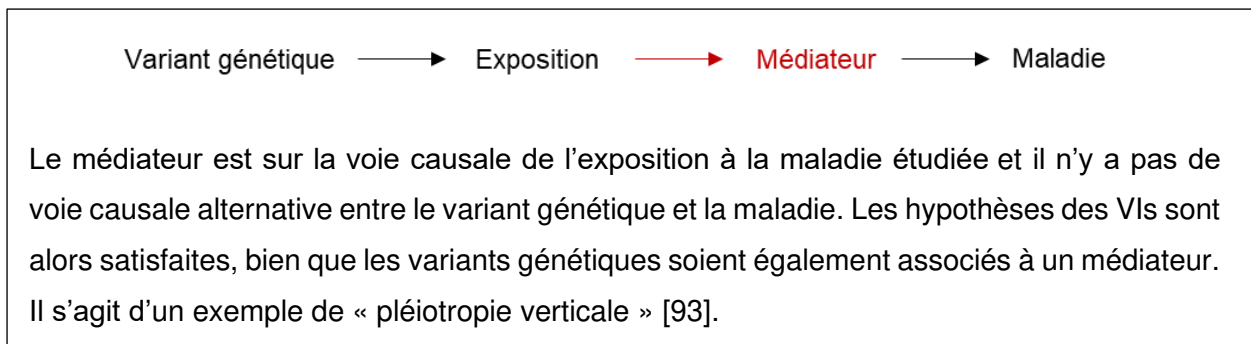 Variant génétique Exposition Médiateur Maladie
Le médiateur est sur la voie causale de l’exposition à la maladie étudiée et il n’y a pas de
voie causale alternative entre le variant génétique et la maladie. Les hypothèses des VIs sont
alors satisfaites, bien que les variants génétiques soient également associés à un médiateur.
Il s’agit d’un exemple de « pléiotropie verticale » [93].